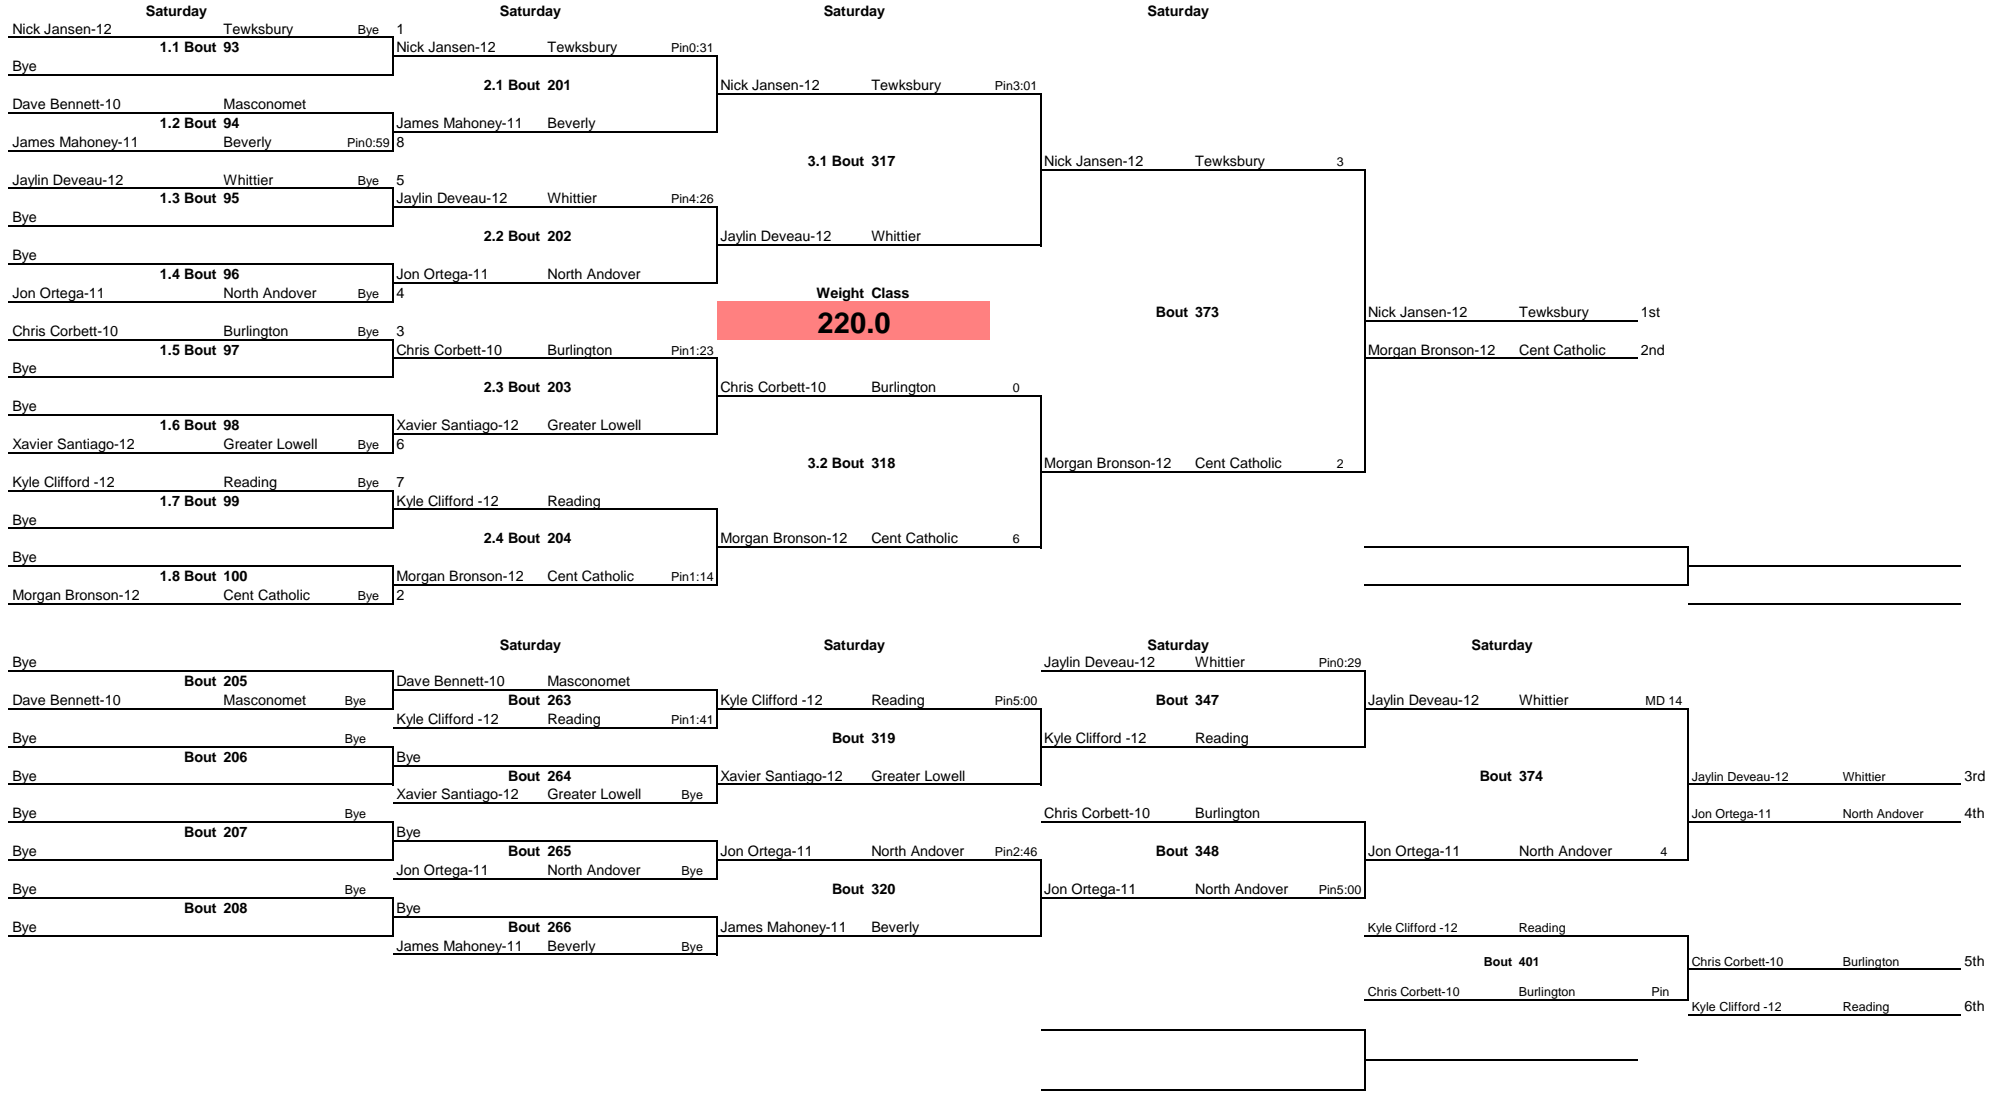 Saturday Saturday Saturday Saturday
Nick Jansen-12 Tewksbury Bye 1
1.1 Bout 93 Nick Jansen-12 Tewksbury Pin0:31
Bye
2.1 Bout 201 Nick Jansen-12 Tewksbury Pin3:01
Dave Bennett-10 Masconomet
1.2 Bout 94 James Mahoney-11 Beverly
James Mahoney-11 Beverly Pin0:59 8
3.1 Bout 317 Nick Jansen-12 Tewksbury 3
Jaylin Deveau-12 Whittier Bye 5
1.3 Bout 95 Jaylin Deveau-12 Whittier Pin4:26
Bye
2.2 Bout 202 Jaylin Deveau-12 Whittier
Bye
1.4 Bout 96 Jon Ortega-11 North Andover
Jon Ortega-11 North Andover Bye 4 Weight Class
220.0 Bout 373 Nick Jansen-12 Tewksbury 1st
Chris Corbett-10 Burlington Bye 3
1.5 Bout 97 Chris Corbett-10 Burlington Pin1:23 Morgan Bronson-12 Cent Catholic 2nd
Bye
2.3 Bout 203 Chris Corbett-10 Burlington 0
Bye
1.6 Bout 98 Xavier Santiago-12 Greater Lowell
Xavier Santiago-12 Greater Lowell Bye 6
3.2 Bout 318 Morgan Bronson-12 Cent Catholic 2
Kyle Clifford -12 Reading Bye 7
1.7 Bout 99 Kyle Clifford -12 Reading
Bye
2.4 Bout 204 Morgan Bronson-12 Cent Catholic 6
Bye
1.8 Bout 100 Morgan Bronson-12 Cent Catholic Pin1:14
Morgan Bronson-12 Cent Catholic Bye 2
Saturday Saturday Saturday Saturday
Bye Jaylin Deveau-12 Whittier Pin0:29
Bout 205 Dave Bennett-10 Masconomet
Dave Bennett-10 Masconomet Bye Bout 263 Kyle Clifford -12 Reading Pin5:00 Bout 347 Jaylin Deveau-12 Whittier MD 14
Kyle Clifford -12 Reading Pin1:41
Bye Bye Bout 319 Kyle Clifford -12 Reading
Bout 206 Bye
Bye Bout 264 Xavier Santiago-12 Greater Lowell Bout 374 Jaylin Deveau-12 Whittier 3rd
Xavier Santiago-12 Greater Lowell Bye
Bye Bye Chris Corbett-10 Burlington Jon Ortega-11 North Andover 4th
Bout 207 Bye
Bye Bout 265 Jon Ortega-11 North Andover Pin2:46 Bout 348 Jon Ortega-11 North Andover 4
Jon Ortega-11 North Andover Bye
Bye Bye Bout 320 Jon Ortega-11 North Andover Pin5:00
Bout 208 Bye
Bye Bout 266 James Mahoney-11 Beverly Kyle Clifford -12 Reading
James Mahoney-11 Beverly Bye
Bout 401 Chris Corbett-10 Burlington 5th
Chris Corbett-10 Burlington Pin
Kyle Clifford -12 Reading 6th